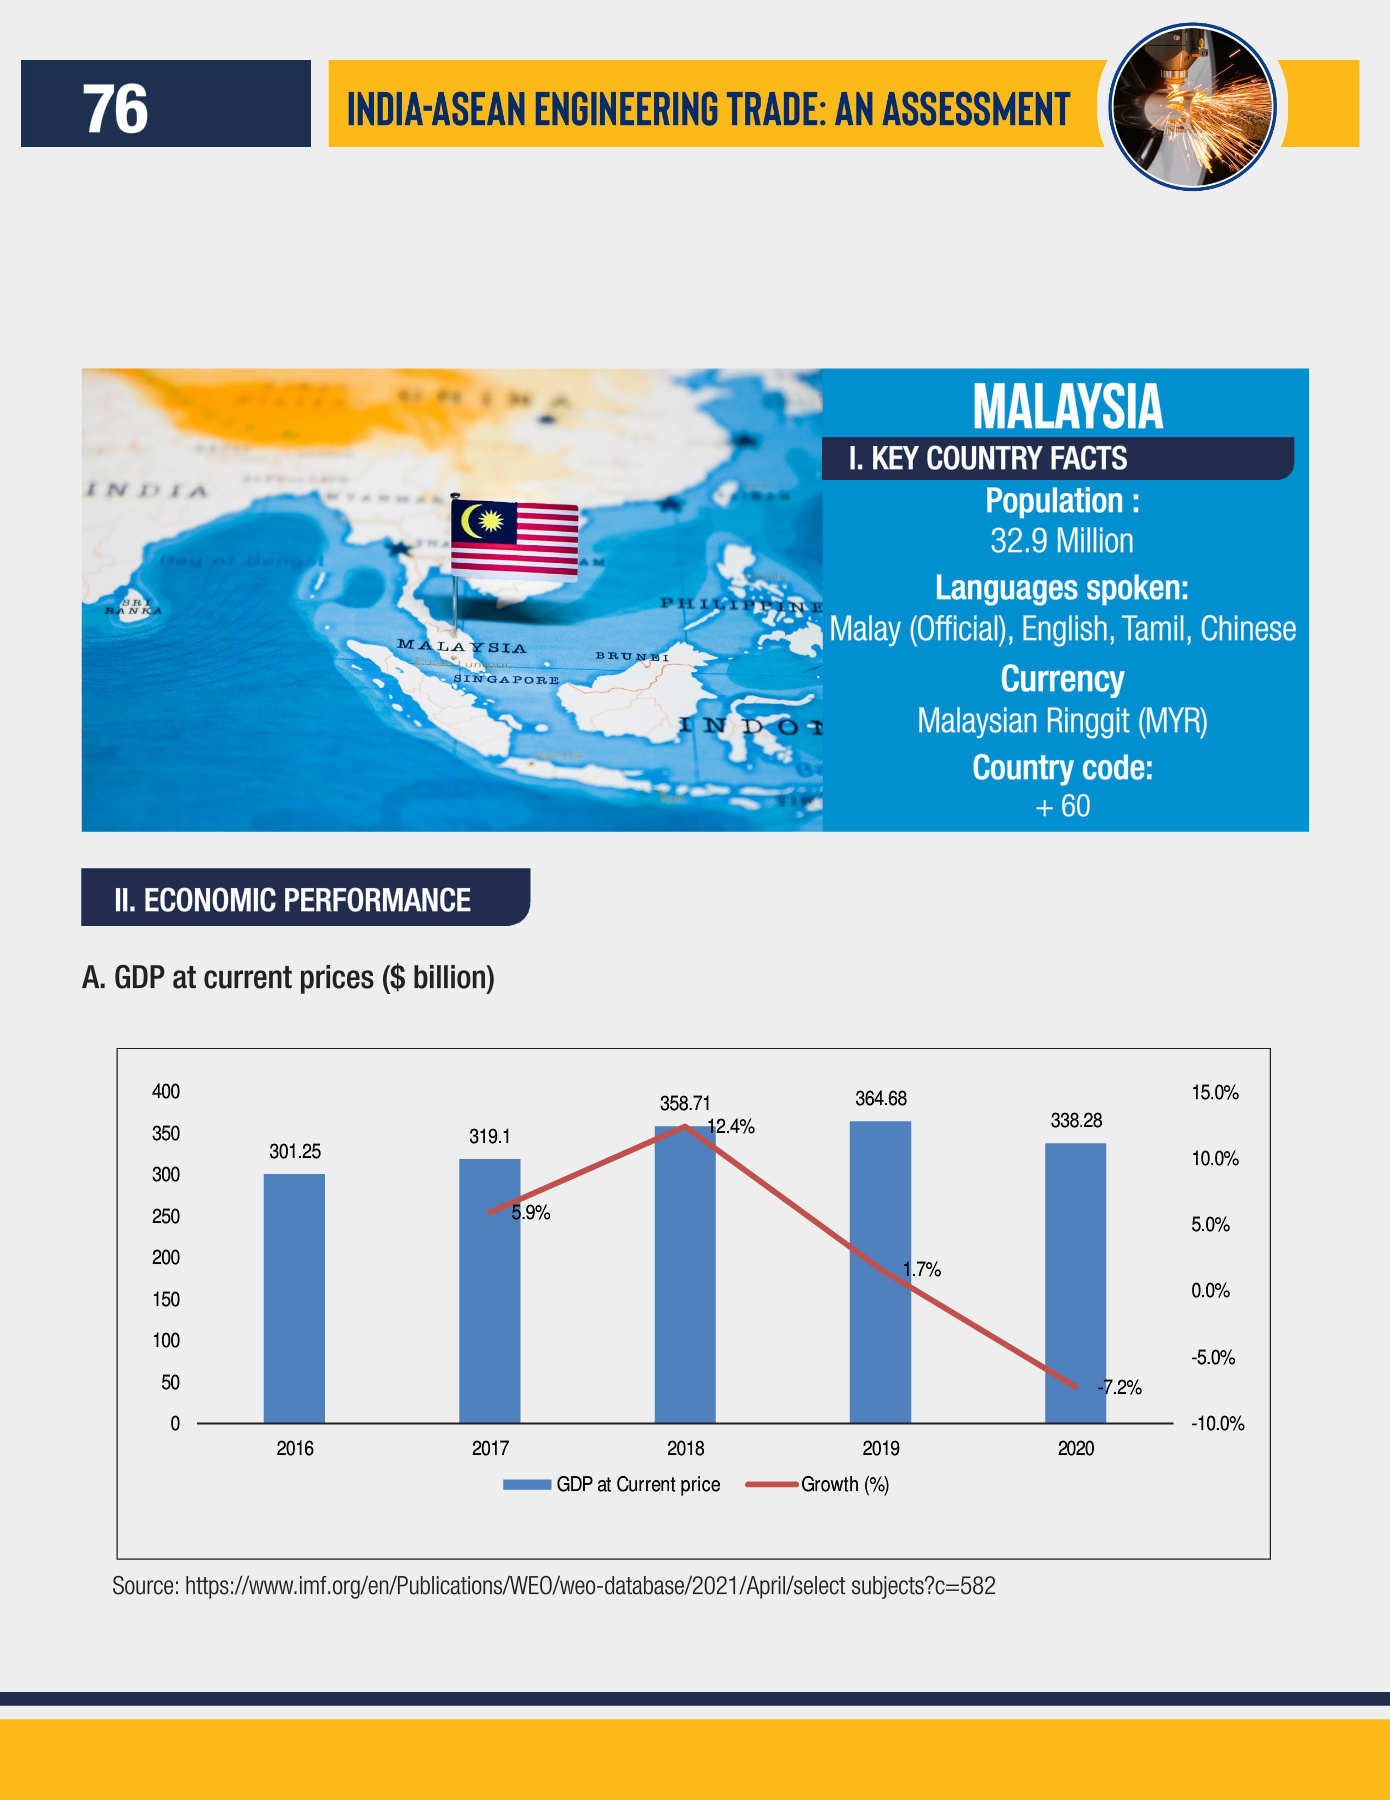 76
INDIA-ASEAN ENGINEERING TRADE: AN ASSESSMENT
INDIA
SRI
RANKA
MALAYSIA
SINGAPORE
BRUNEI
PHILIPPINE
INDON
MALAYSIA
I. KEY COUNTRY FACTS
Population :
32.9 Million
Languages spoken:
Malay (Official), English, Tamil, Chinese
Currency
Malaysian Ringgit (MYR)
Country code:
+ 60
II. ECONOMIC PERFORMANCE
A. GDP at current prices ($ billion)
400
350
300
250
200
150
100
50
0
301.25
319.1
358.71
364.68
338.28
5.9%
12.4%
1.7%
-7.2%
15.0%
10.0%
5.0%
0.0%
-5.0%
-10.0%
2016 2017 2018 2019 2020
GDP at Current price Growth (%)
Source: https://www.imf.org/en/Publications/WEO/weo-database/2021/April/select subjects?c=582